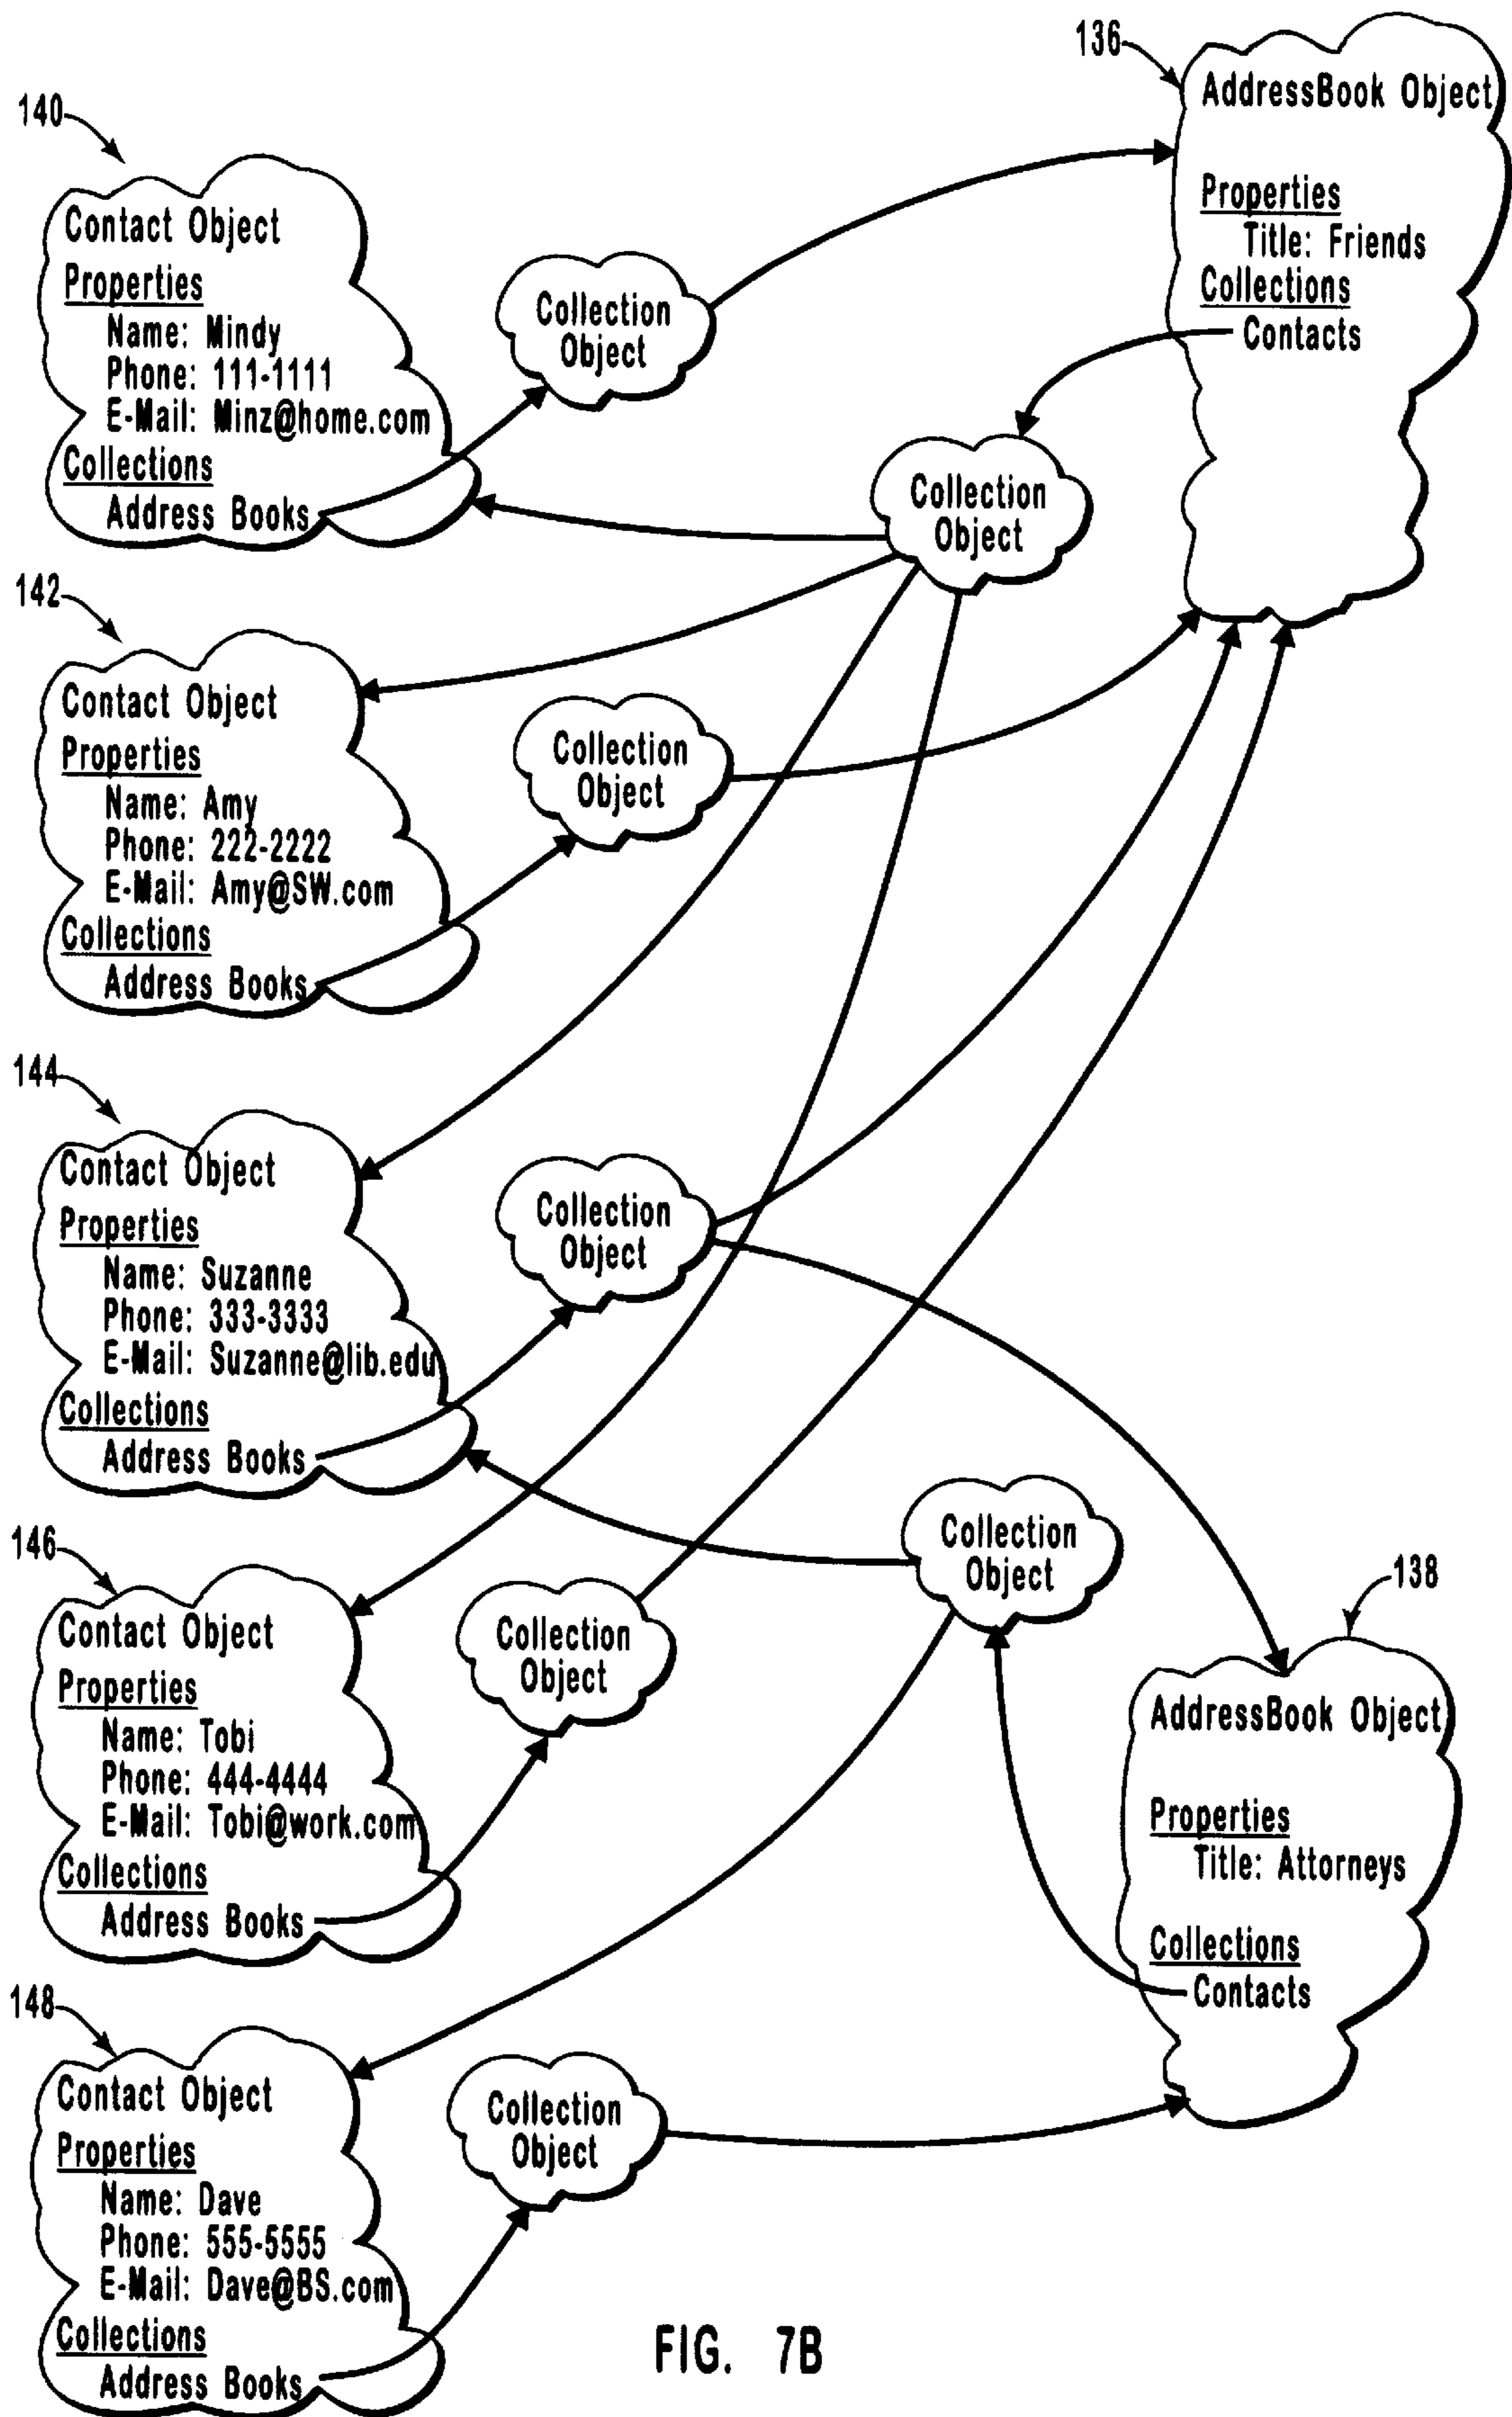 136
AddressBook Object
Properties
Title: Friends
Collections
Contacts
140
Contact Object
Properties
Name: Mindy
Phone: 111-1111
E-Mail: Minz@home.com
Collections
Address Books
Collection
Object
Collection
Object
142
Contact Object
Properties
Name: Amy
Phone: 222-2222
E-Mail: Amy@SW.com
Collections
Address Books
Collection
Object
144
Contact Object
Properties
Name: Suzanne
Phone: 333-3333
E-Mail: Suzanne@lib.edu
Collections
Address Books
Collection
Object
146
Contact Object
Properties
Name: Tobi
Phone: 444-4444
E-Mail: Tobi@work.com
Collections
Address Books
Collection
Object
Collection
Object
138
AddressBook Object
Properties
Title: Attorneys
Collections
Contacts
148
Contact Object
Properties
Name: Dave
Phone: 555-5555
E-Mail: Dave@BS.com
Collections
Address Books
Collection
Object
FIG. 7B